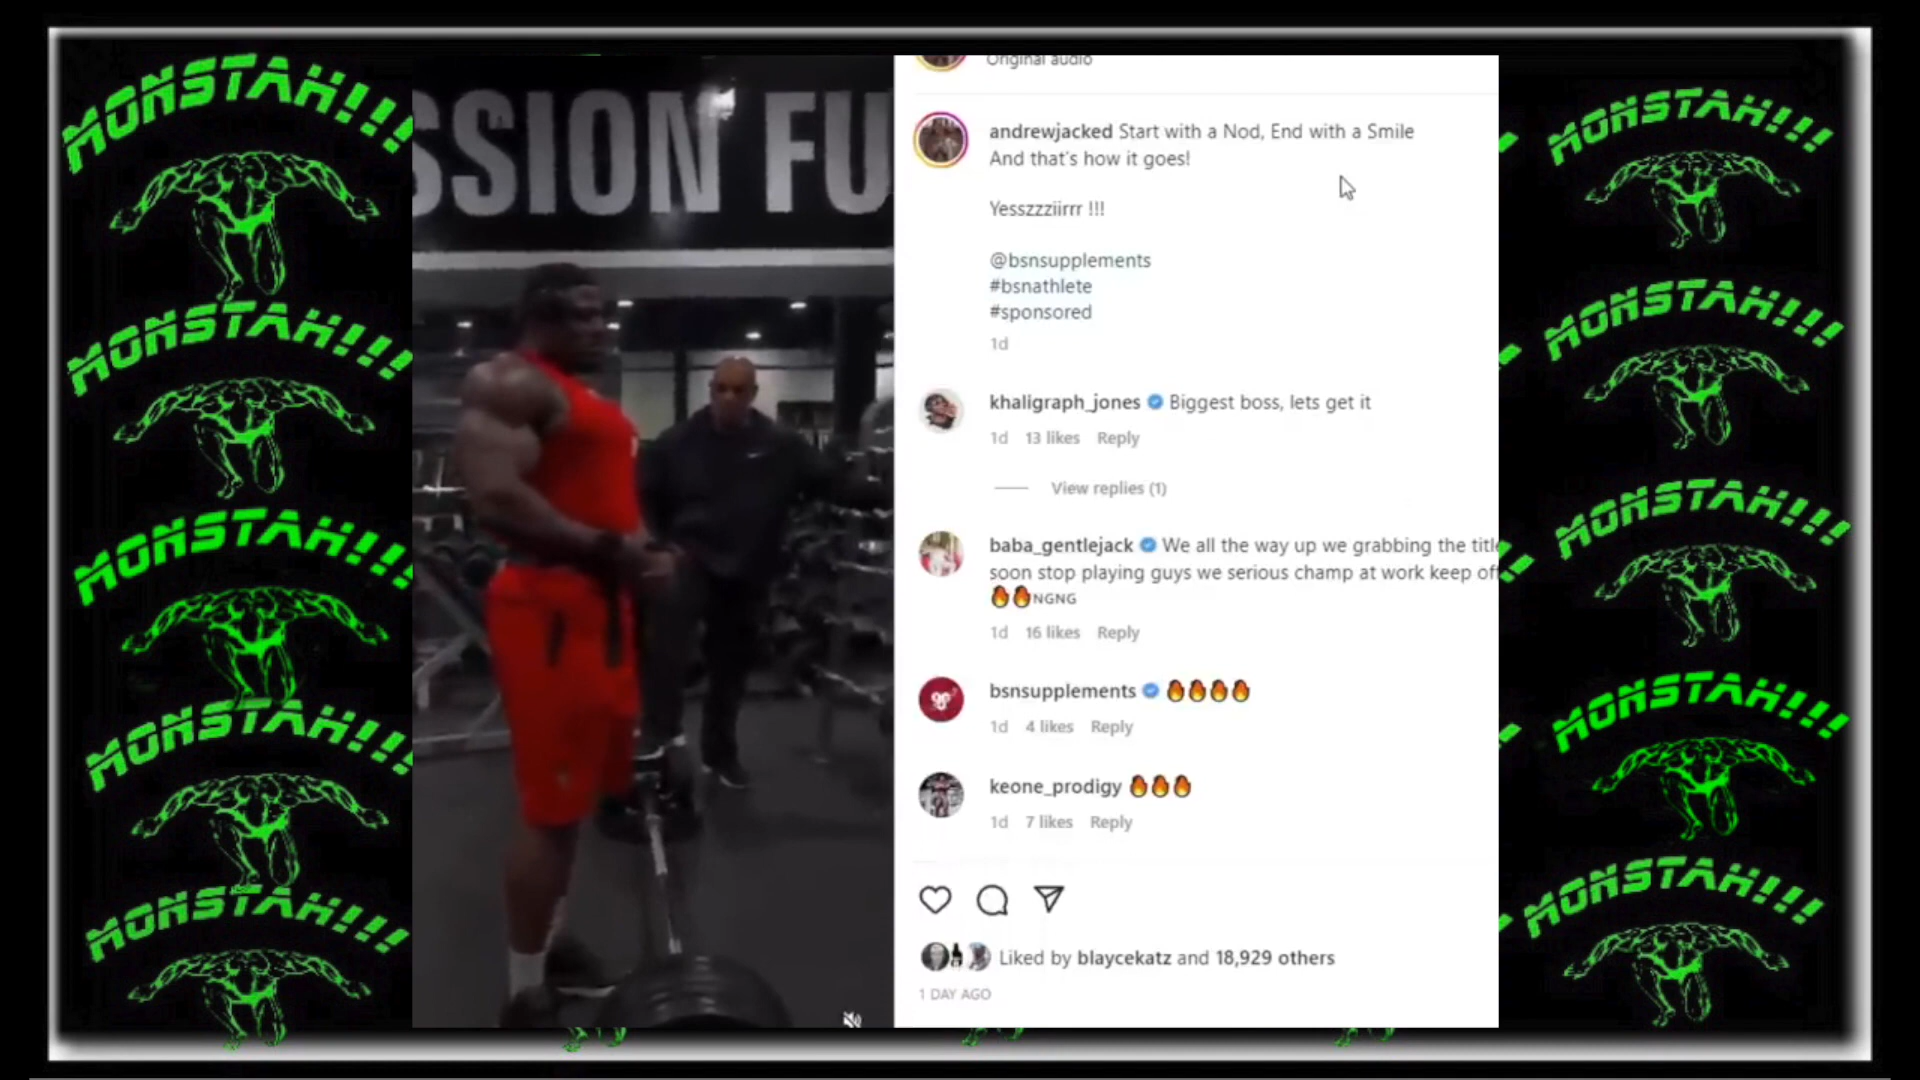 MONSTAH!!!
MONSTAH!!!
MONSTAH!!!
MONSTAH!!!
MONSTAH!!!
SSION FU
Original audio
andrewjacked Start with a Nod, End with a Smile
And that's how it goes!
Yesszzziirrr !!!
@bsnsupplements
#bsnathlete
#sponsored
1d
khaligraph_jones Biggest boss, lets get it
1d 13 likes Reply
View replies (1)
baba_gentlejack We all the way up we grabbing the title
soon stop playing guys we serious champ at work keep off
🔥🔥NGNG
1d 16 likes Reply
bsnsupplements 🔥🔥🔥🔥
1d 4 likes Reply
keone_prodigy 🔥🔥🔥
1d 7 likes Reply
Liked by blaycekatz and 18,929 others
1 DAY AGO
MONSTAH!!!
MONSTAH!!!
MONSTAH!!!
MONSTAH!!!
MONSTAH!!!